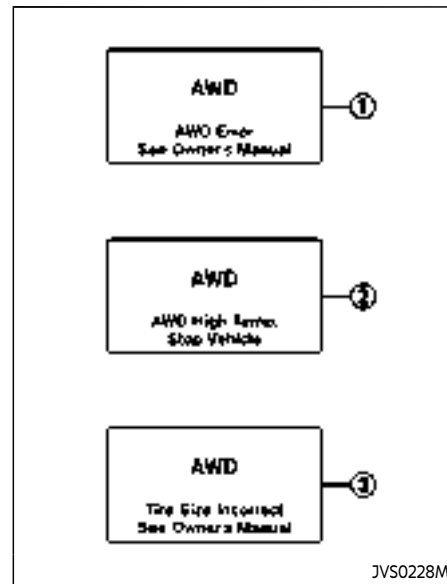 AWD
AWD Error
See Owner's Manual
①
AWD
AWD High Temp.
Stop Vehicle
②
AWD
Tire Size Incorrect
See Owner's Manual
③
JVS0228M